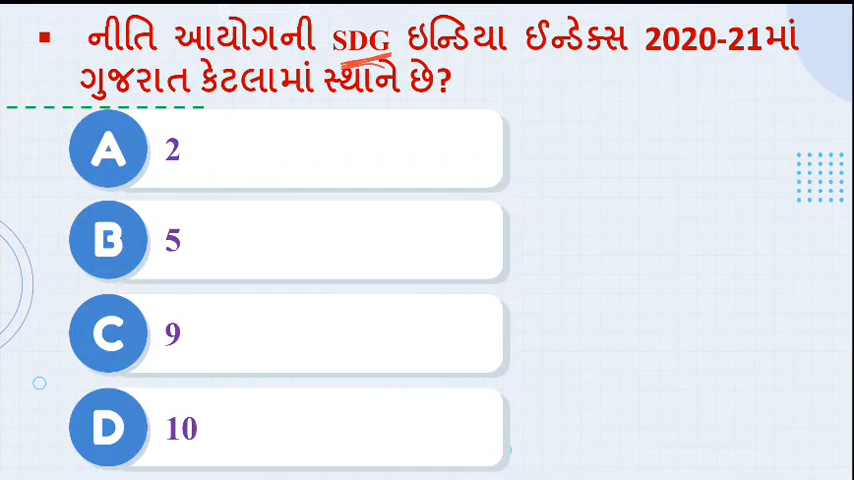 નીતિ આયોગની SDG ઇન્ડિયા ઈન્ડેક્સ 2020-21માં
ગુજરાત કેટલામાં સ્થાને છે?
A 2
B 5
C 9
D 10